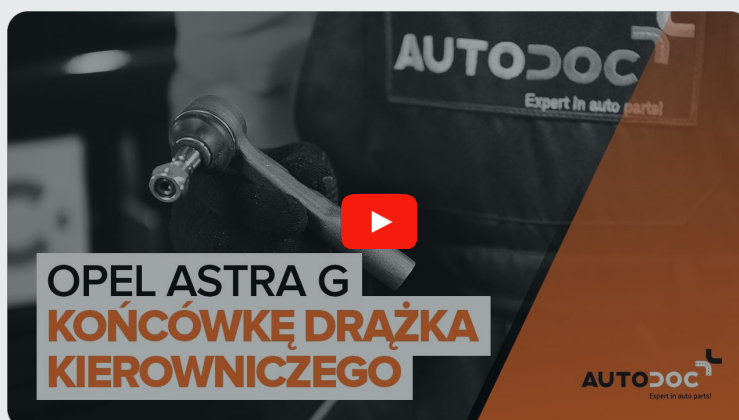 AUTODOC
Expert in auto parts!
OPEL ASTRA G
KOŃCÓWKĘ DRĄŻKA
KIEROWNICZEGO
AUTODOC
Expert in auto parts!